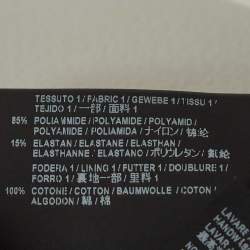 TESSUTO 1 / FABRIC 1 / GEWEBE 1 / TISSU 1 /
TEJIDO 1 / 一部 / 面料 1
85% POLIAMMIDE / POLYAMIDE / POLYAMID /
POLYAMIDE / POLIAMIDA / ナイロン / 锦纶
15% ELASTAN / ELASTANE / ELASTHAN /
ELASTHANNE / ELASTANO / ポリウレタン / 氨纶
FODERA 1 / LINING 1 / FUTTER 1 / DOUBLURE 1 /
FORRO 1 / 裏地一部 / 里料 1
100% COTONE / COTTON / BAUMWOLLE / COTON /
ALGODON / 綿 / 棉